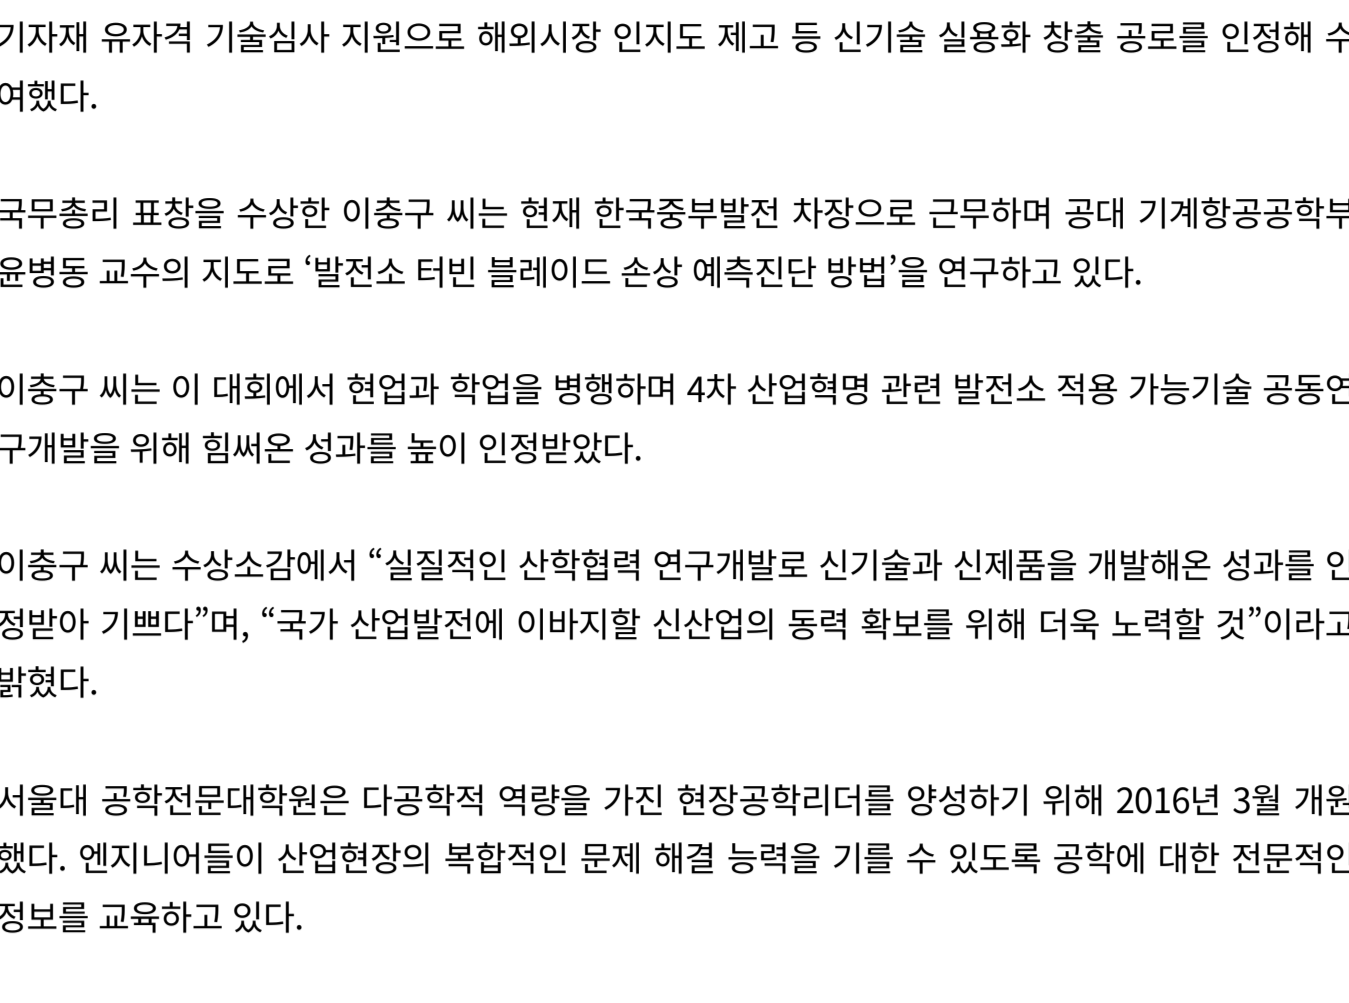 기자재 유자격 기술심사 지원으로 해외시장 인지도 제고 등 신기술 실용화 창출 공로를 인정해 수
여했다.
국무총리 표창을 수상한 이충구 씨는 현재 한국중부발전 차장으로 근무하며 공대 기계항공공학부
윤병동 교수의 지도로 ‘발전소 터빈 블레이드 손상 예측진단 방법’을 연구하고 있다.
이충구 씨는 이 대회에서 현업과 학업을 병행하며 4차 산업혁명 관련 발전소 적용 가능기술 공동연
구개발을 위해 힘써온 성과를 높이 인정받았다.
이충구 씨는 수상소감에서 “실질적인 산학협력 연구개발로 신기술과 신제품을 개발해온 성과를 인
정받아 기쁘다”며, “국가 산업발전에 이바지할 신산업의 동력 확보를 위해 더욱 노력할 것”이라고
밝혔다.
서울대 공학전문대학원은 다공학적 역량을 가진 현장공학리더를 양성하기 위해 2016년 3월 개원
했다. 엔지니어들이 산업현장의 복합적인 문제 해결 능력을 기를 수 있도록 공학에 대한 전문적인
정보를 교육하고 있다.